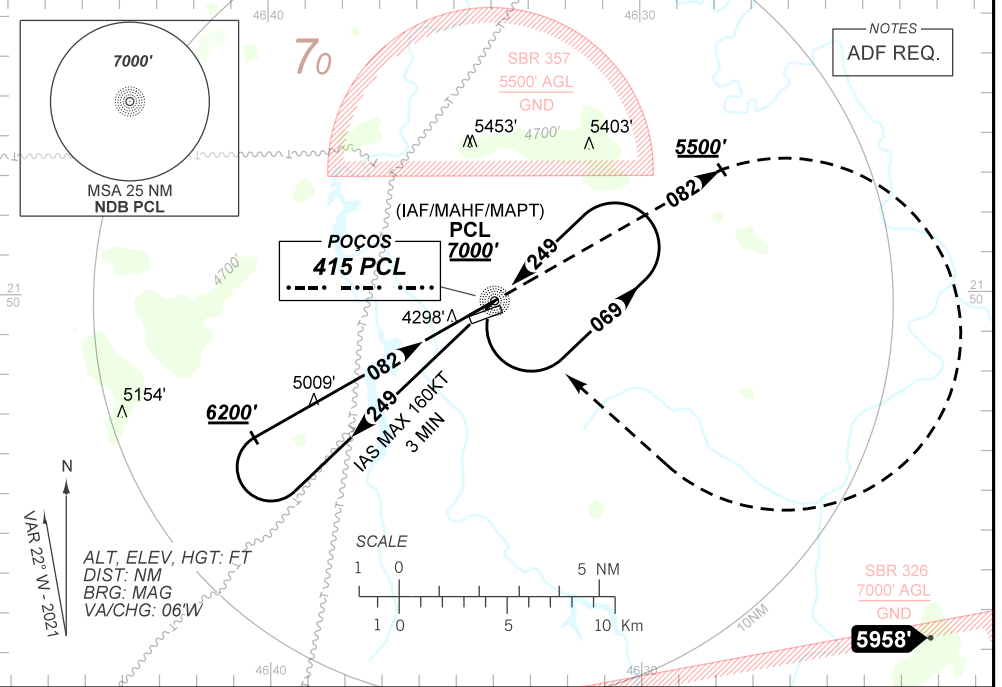 46|40
46|30
7000'
MSA 25 NM
NDB PCL
70
SBR 357
5500' AGL
GND
5453'
4700'
5403'
NOTES
ADF REQ.
5500'
082
(IAF/MAHF/MAPT)
PCL
7000'
POÇOS
415 PCL
249
069
4700'
21
50
21
50
4298'
082
5009'
5154'
6200'
249
IAS MAX 160KT
3 MIN
N
VAR 22° W - 2021
ALT, ELEV, HGT: FT
DIST: NM
BRG: MAG
VA/CHG: 06'W
SCALE
1 0 5 NM
1 0 5 10 Km
10NM
SBR 326
7000' AGL
GND
5958'
46|40
46|30